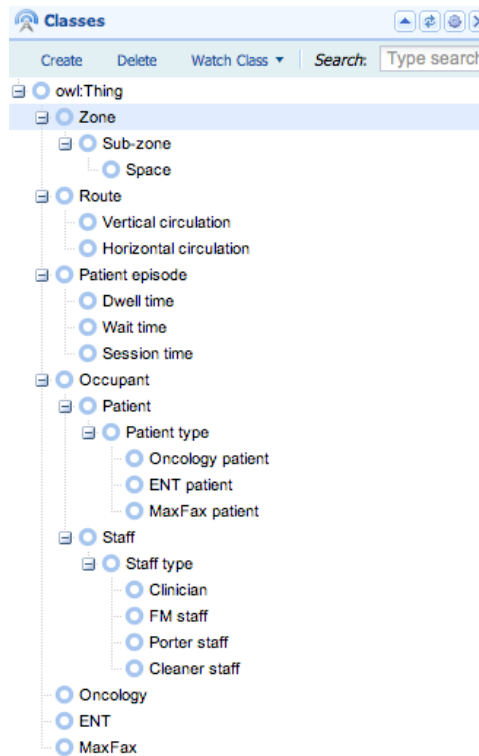 Classes
Create Delete Watch Class Search: Type search
owl:Thing
Zone
Sub-zone
Space
Route
Vertical circulation
Horizontal circulation
Patient episode
Dwell time
Wait time
Session time
Occupant
Patient
Patient type
Oncology patient
ENT patient
MaxFax patient
Staff
Staff type
Clinician
FM staff
Porter staff
Cleaner staff
Oncology
ENT
MaxFax